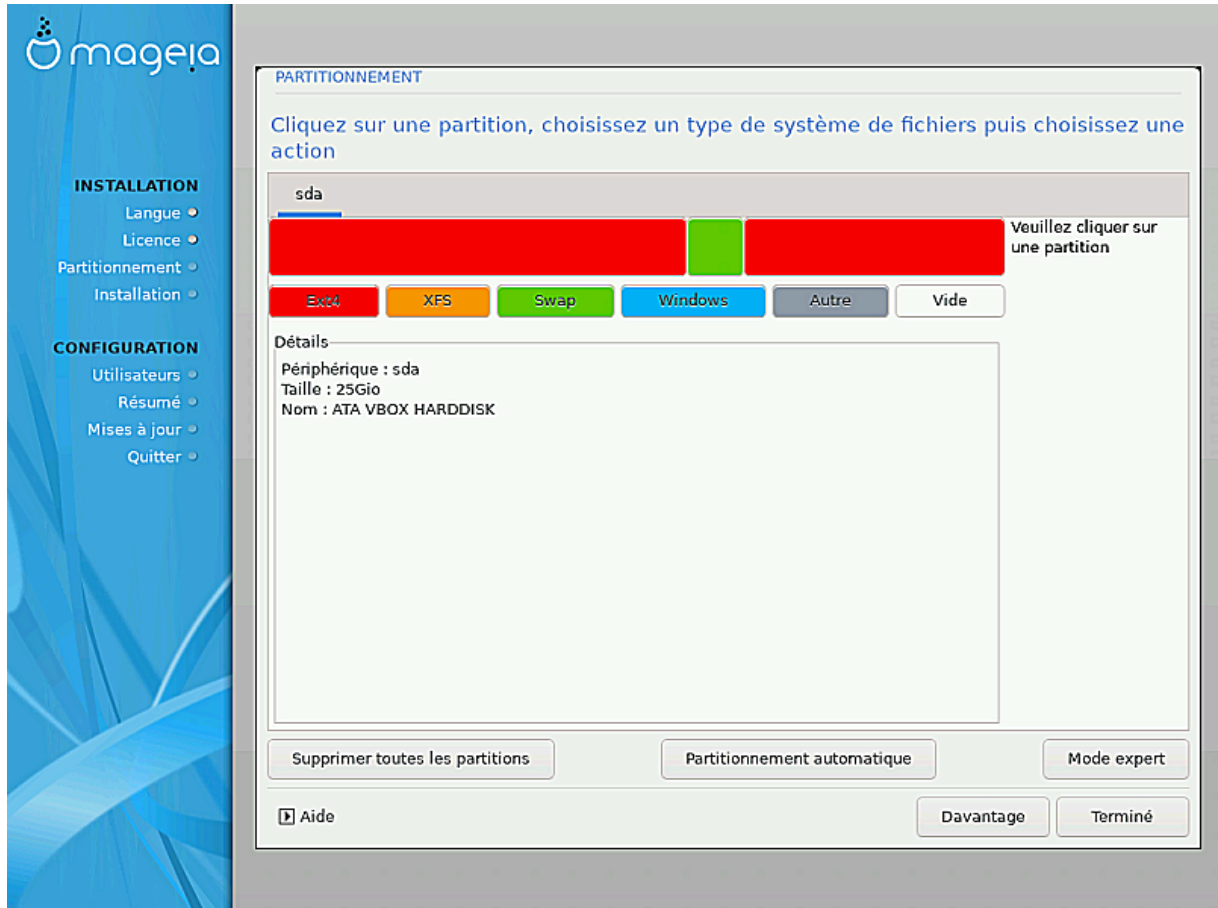 mageia
INSTALLATION
Langue
Licence
Partitionnement
Installation
CONFIGURATION
Utilisateurs
Résumé
Mises à jour
Quitter
PARTITIONNEMENT
Cliquez sur une partition, choisissez un type de système de fichiers puis choisissez une
action
sda
Veuillez cliquer sur
une partition
Ext4 XFS Swap Windows Autre Vide
Détails
Périphérique : sda
Taille : 25Gio
Nom : ATA VBOX HARDDISK
Supprimer toutes les partitions Partitionnement automatique Mode expert
Aide Davantage Terminé